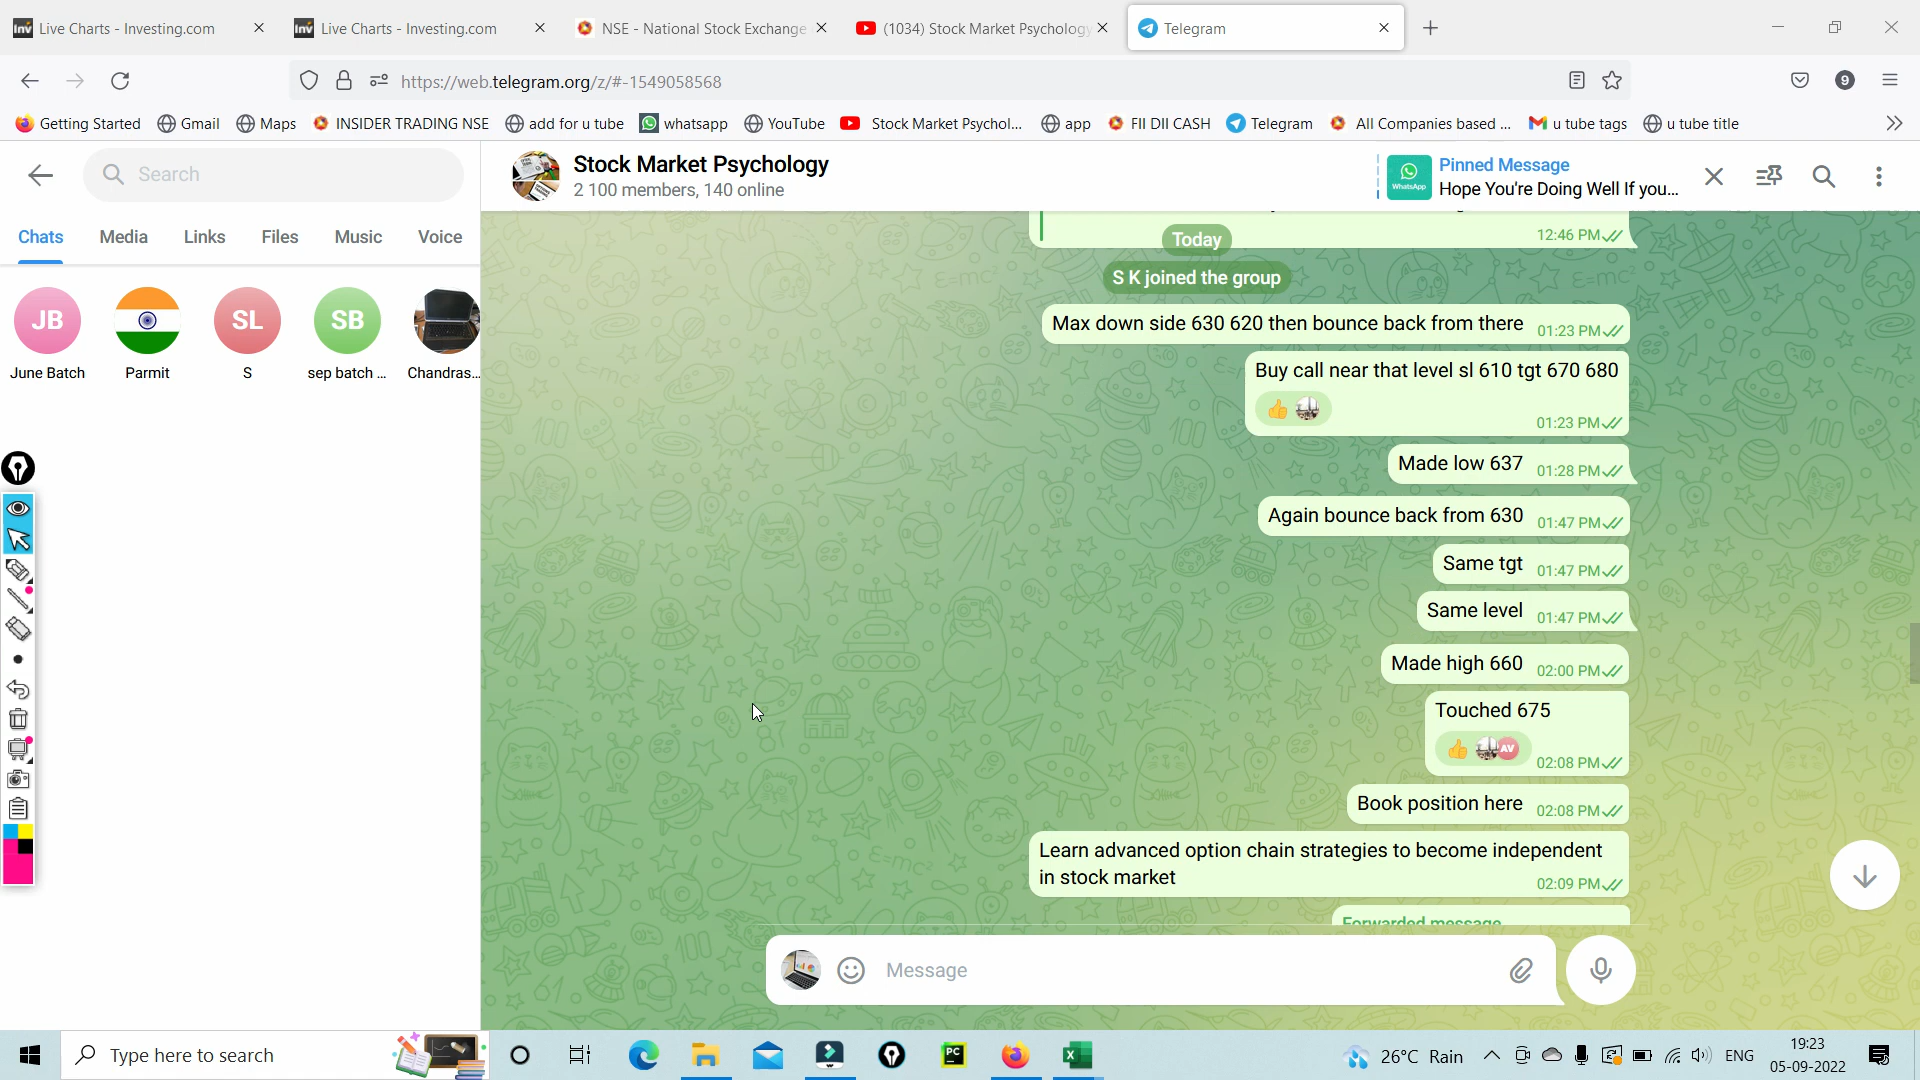 Live Charts - Investing.com
Live Charts - Investing.com
NSE - National Stock Exchange
(1034) Stock Market Psychology
Telegram
https://web.telegram.org/z/#-1549058568
9
Getting Started
Gmail
Maps
INSIDER TRADING NSE
add for u tube
whatsapp
YouTube
Stock Market Psychol...
app
FII DII CASH
Telegram
All Companies based ...
u tube tags
u tube title
Search
Stock Market Psychology
2 100 members, 140 online
WhatsApp
Pinned Message
Hope You're Doing Well If you...
Chats
Media
Links
Files
Music
Voice
JB
SL
SB
June Batch
Parmit
S
sep batch ...
Chandras...
12:46 PM
Today
S K joined the group
Max down side 630 620 then bounce back from there 01:23 PM
Buy call near that level sl 610 tgt 670 680
01:23 PM
Made low 637 01:28 PM
Again bounce back from 630 01:47 PM
Same tgt 01:47 PM
Same level 01:47 PM
Made high 660 02:00 PM
Touched 675
AV
02:08 PM
Book position here 02:08 PM
Learn advanced option chain strategies to become independent
in stock market 02:09 PM
Forwarded message
Message
Type here to search
PC
26°C Rain
ENG
19:23
05-09-2022